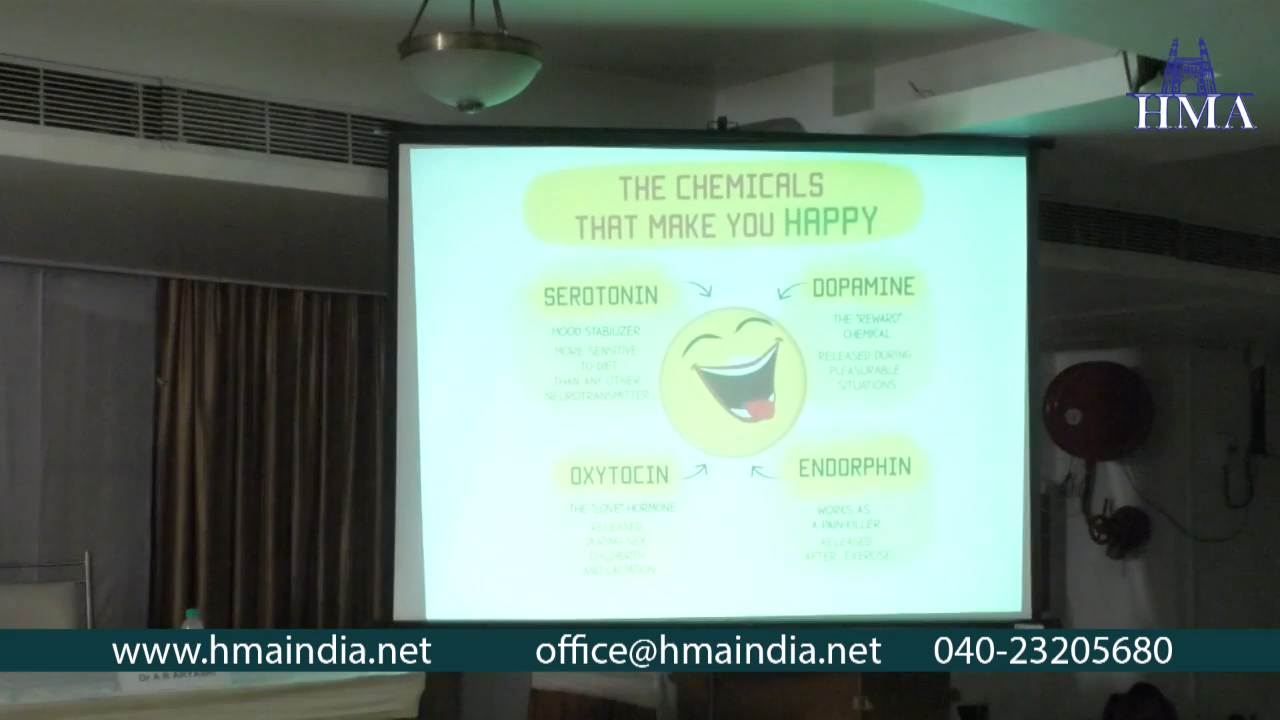 HMA
THE CHEMICALS
THAT MAKE YOU HAPPY
SEROTONIN
MOOD STABILIZER
MORE SENSITIVE
TO DIET
THAN ANY OTHER
NEUROTRANSMITTER
DOPAMINE
THE "REWARD"
CHEMICAL
RELEASED DURING
PLEASURABLE
SITUATIONS
OXYTOCIN
THE "LOVE" HORMONE
RELEASED
DURING SEX
CHILDBIRTH
AND LACTATION
ENDORPHIN
WORKS AS
A PAIN-KILLER
RELEASED
AFTER EXERCISE
www.hmaindia.net
office@hmaindia.net
040-23205680
Dr A R